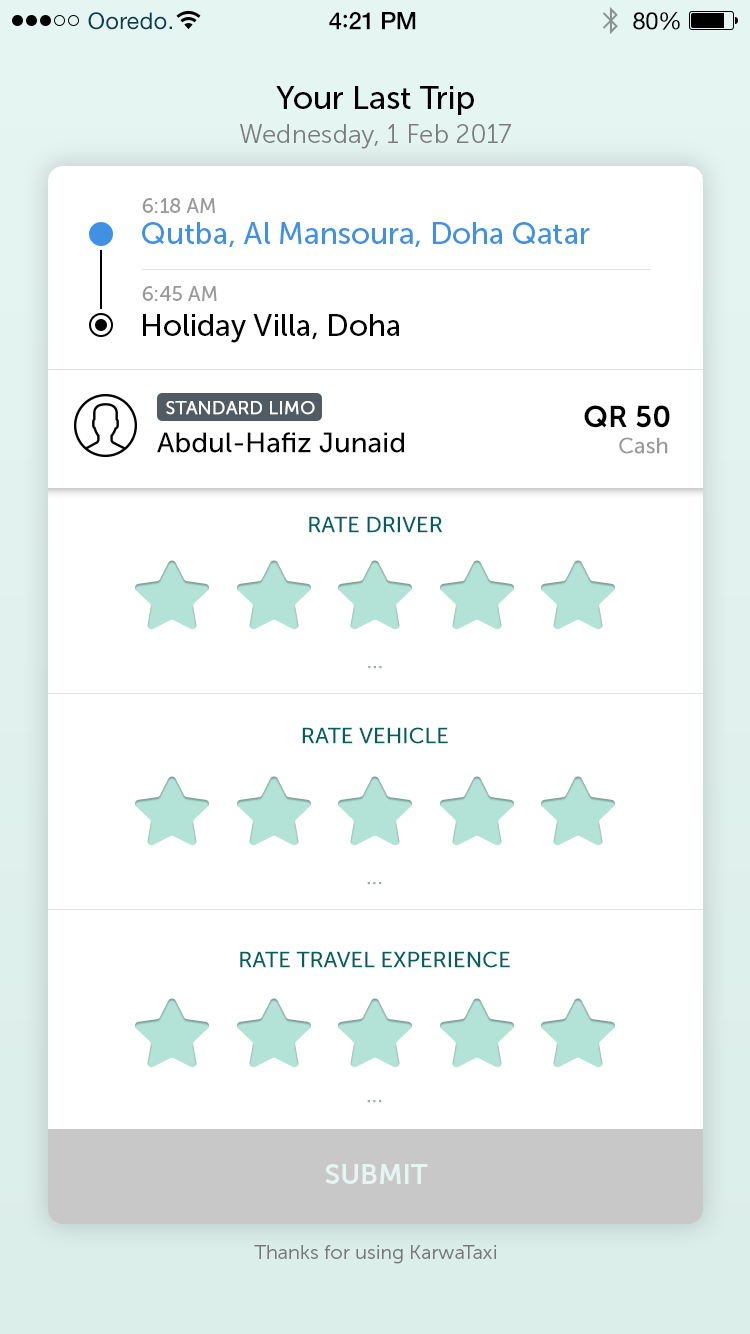 Ooredo. 4:21 PM 80%
Your Last Trip
Wednesday, 1 Feb 2017
6:18 AM
Qutba, Al Mansoura, Doha Qatar
6:45 AM
Holiday Villa, Doha
STANDARD LIMO
Abdul-Hafiz Junaid
QR 50
Cash
RATE DRIVER
...
RATE VEHICLE
...
RATE TRAVEL EXPERIENCE
...
SUBMIT
Thanks for using KarwaTaxi